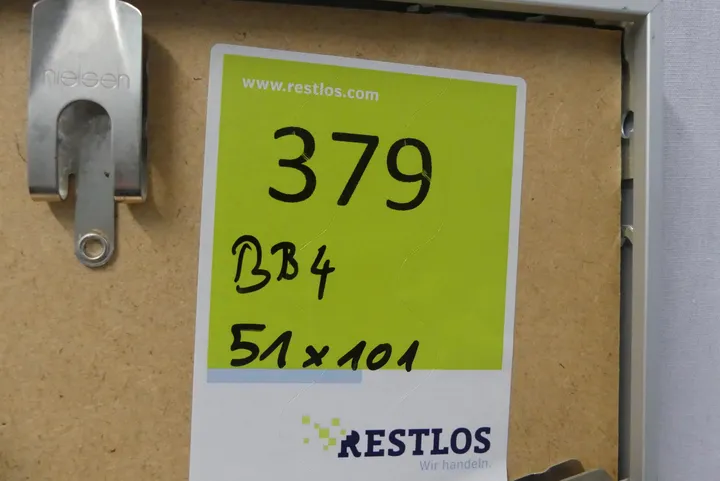 nielsen
www.restlos.com
379
BB4
51x101
RESTLOS
Wir handeln.